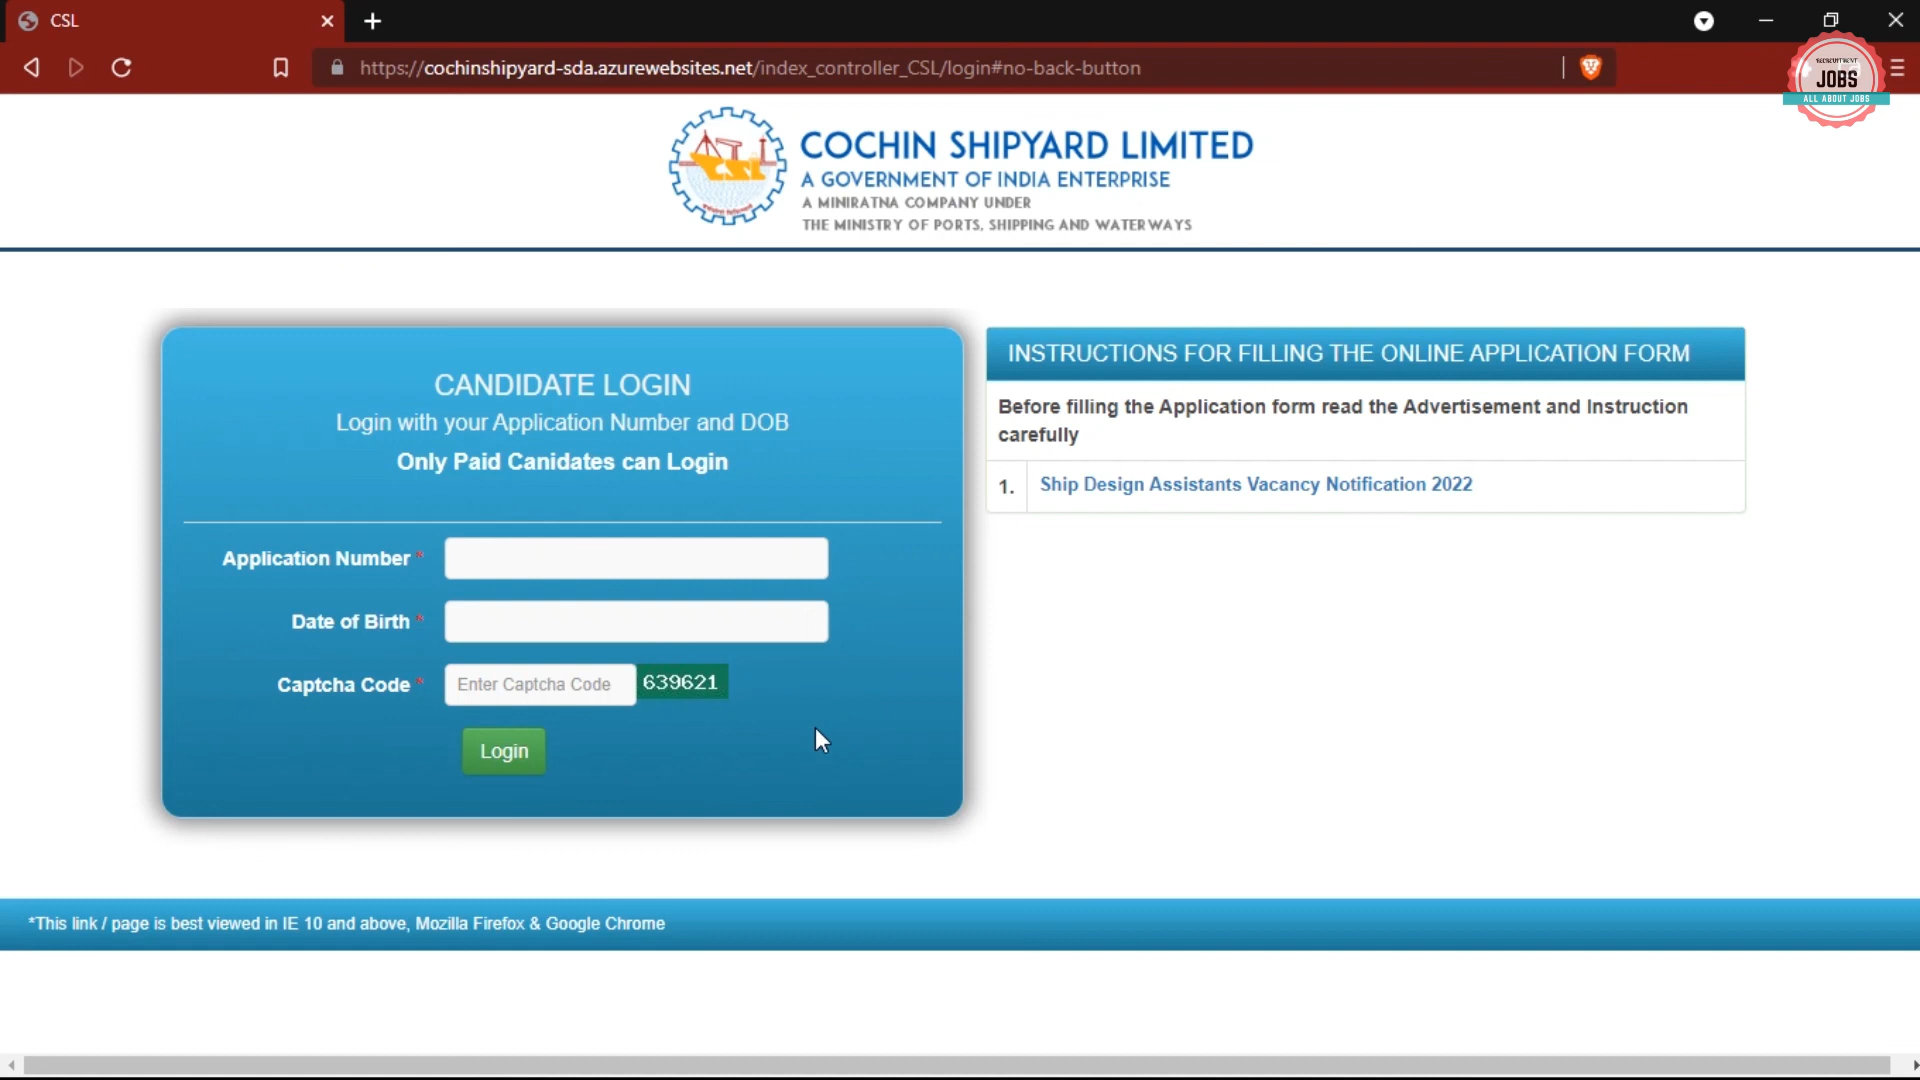 CSL
https://cochinshipyard-sda.azurewebsites.net/index_controller_CSL/login#no-back-button
RECRUITMENT
JOBS
ALL ABOUT JOBS
COCHIN SHIPYARD LIMITED
A GOVERNMENT OF INDIA ENTERPRISE
A MINIRATNA COMPANY UNDER
THE MINISTRY OF PORTS, SHIPPING AND WATERWAYS
CSL
CANDIDATE LOGIN
Login with your Application Number and DOB
Only Paid Canidates can Login
Application Number *
Date of Birth *
Captcha Code *
Enter Captcha Code
639621
Login
INSTRUCTIONS FOR FILLING THE ONLINE APPLICATION FORM
Before filling the Application form read the Advertisement and Instruction
carefully
1. Ship Design Assistants Vacancy Notification 2022
*This link / page is best viewed in IE 10 and above, Mozilla Firefox & Google Chrome